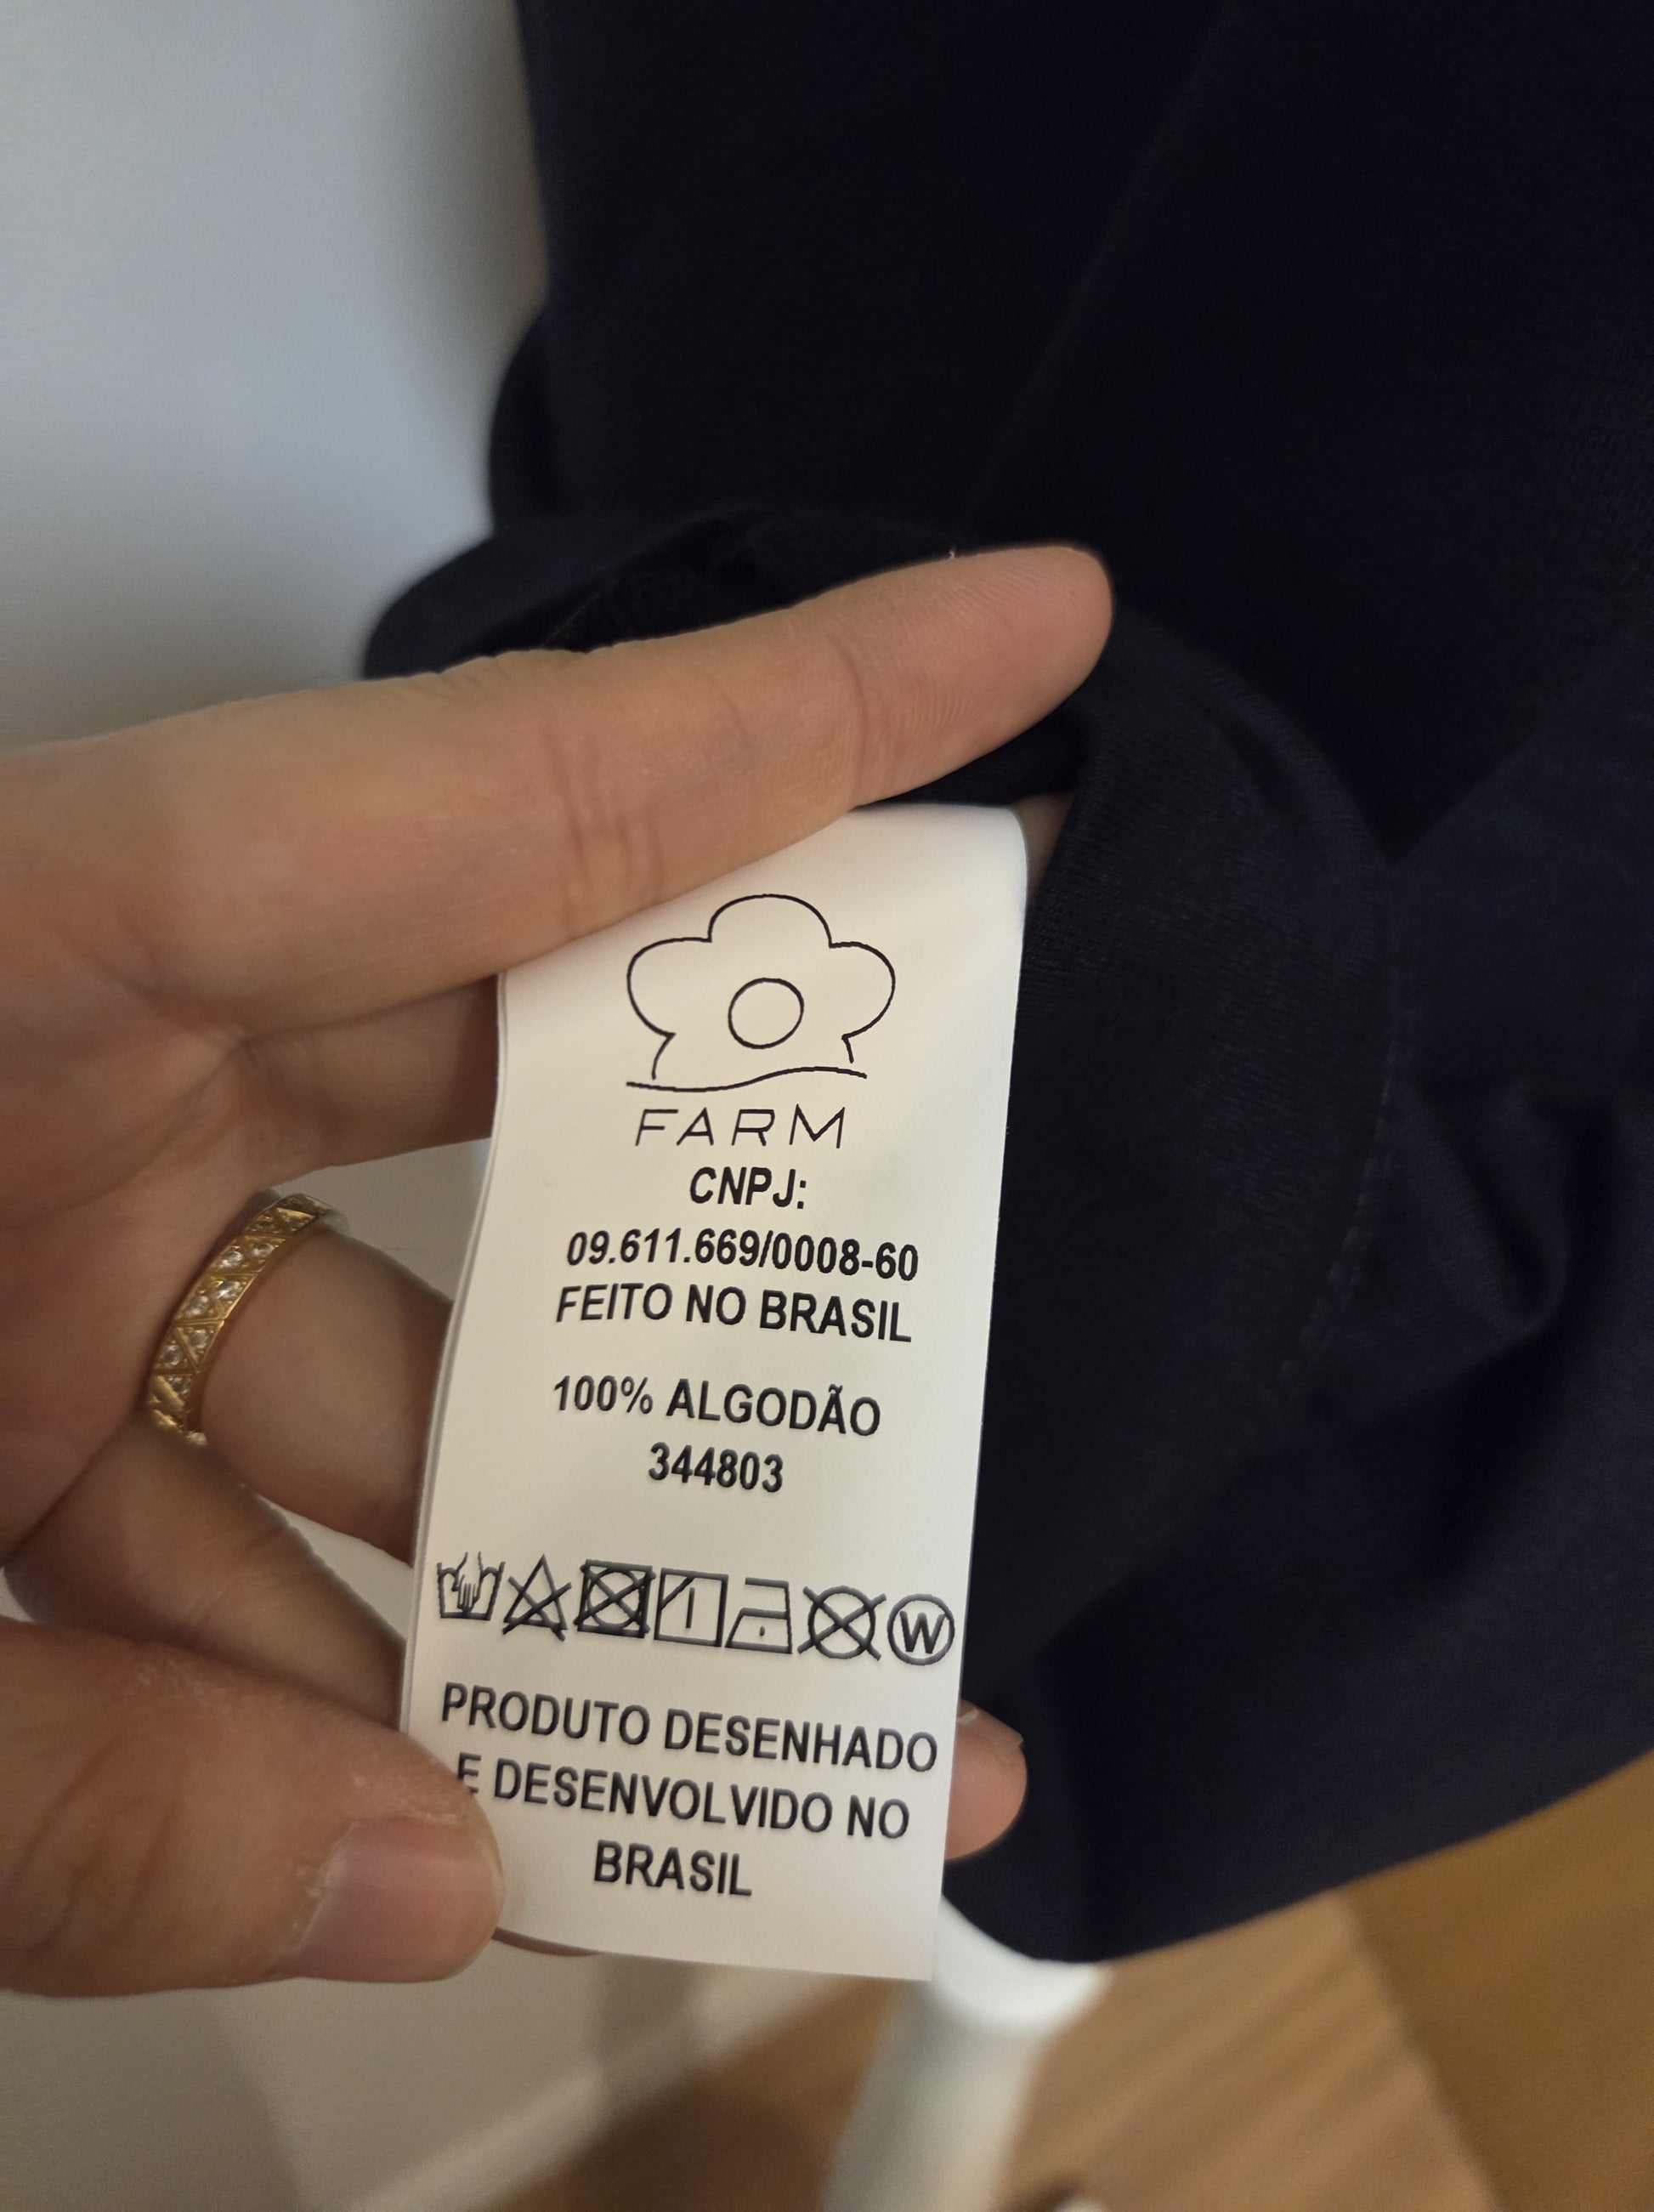 FARM
CNPJ:
09.611.669/0008-60
FEITO NO BRASIL
100% ALGODÃO
344803
W
PRODUTO DESENHADO
E DESENVOLVIDO NO
BRASIL